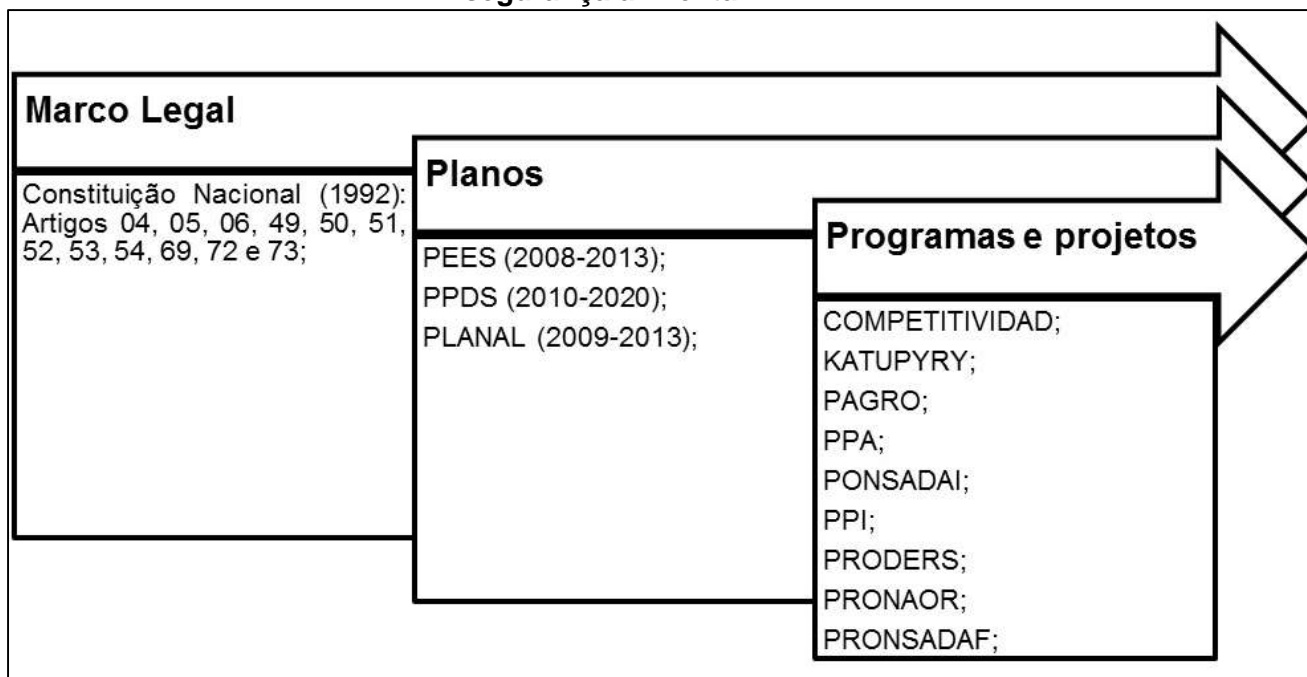 Marco Legal
Constituição Nacional (1992):
Artigos 04, 05, 06, 49, 50, 51,
52, 53, 54, 69, 72 e 73;
Planos
PEES (2008-2013);
PPDS (2010-2020);
PLANAL (2009-2013);
Programas e projetos
COMPETITIVIDAD;
KATUPYRY;
PAGRO;
PPA;
PONSADAI;
PPI;
PRODERS;
PRONAOR;
PRONSADAF;